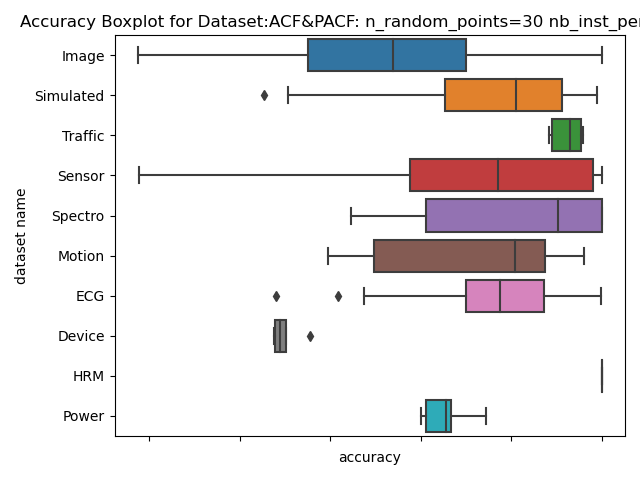 Accuracy Boxplot for Dataset:ACF&PACF: n_random_points=30 nb_inst_per
Image
Simulated
Traffic
Sensor
Spectro
Motion
ECG
Device
HRM
Power
dataset name
accuracy